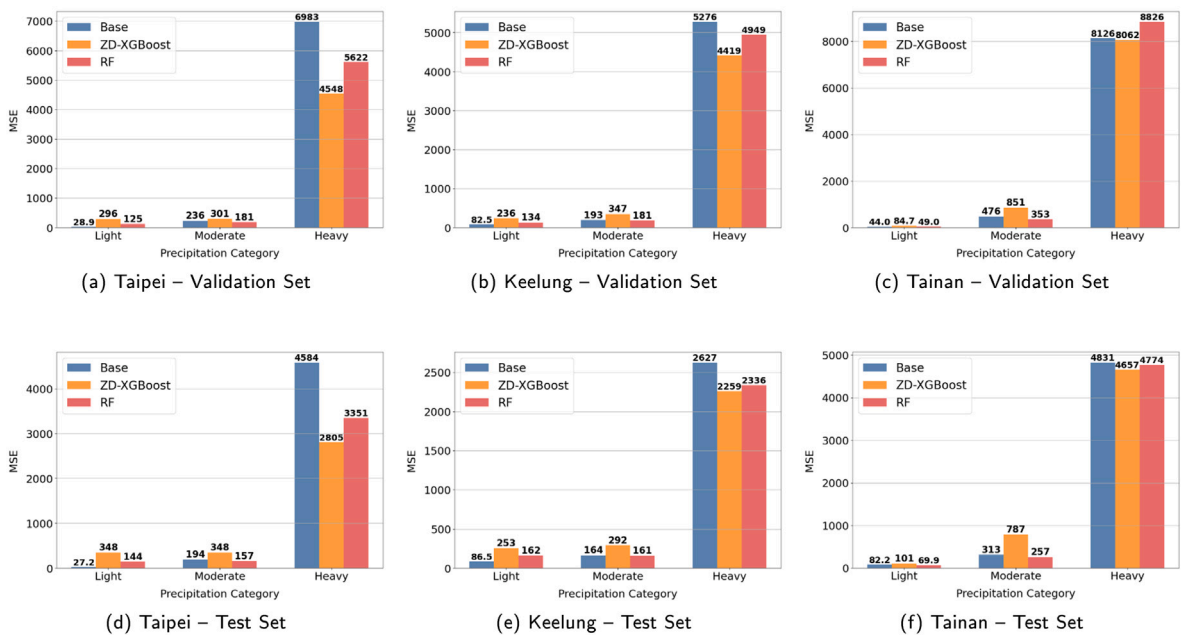 MSE
7000
6000
5000
4000
3000
2000
1000
0
Base
ZD-XGBoost
RF
28.9 296 125
236 301 181
6983 4548 5622
Light Moderate Heavy
Precipitation Category
(a) Taipei – Validation Set
MSE
5000
4000
3000
2000
1000
0
Base
ZD-XGBoost
RF
82.5 236 134
193 347 181
5276 4419 4949
Light Moderate Heavy
Precipitation Category
(b) Keelung – Validation Set
MSE
8000
6000
4000
2000
0
Base
ZD-XGBoost
RF
44.0 84.7 49.0
476 851 353
8126 8062 8826
Light Moderate Heavy
Precipitation Category
(c) Tainan – Validation Set
MSE
4000
3000
2000
1000
0
Base
ZD-XGBoost
RF
27.2 348 144
194 348 157
4584 2805 3351
Light Moderate Heavy
Precipitation Category
(d) Taipei – Test Set
MSE
2500
2000
1500
1000
500
0
Base
ZD-XGBoost
RF
86.5 253 162
164 292 161
2627 2259 2336
Light Moderate Heavy
Precipitation Category
(e) Keelung – Test Set
MSE
5000
4000
3000
2000
1000
0
Base
ZD-XGBoost
RF
82.2 101 69.9
313 787 257
4831 4657 4774
Light Moderate Heavy
Precipitation Category
(f) Tainan – Test Set